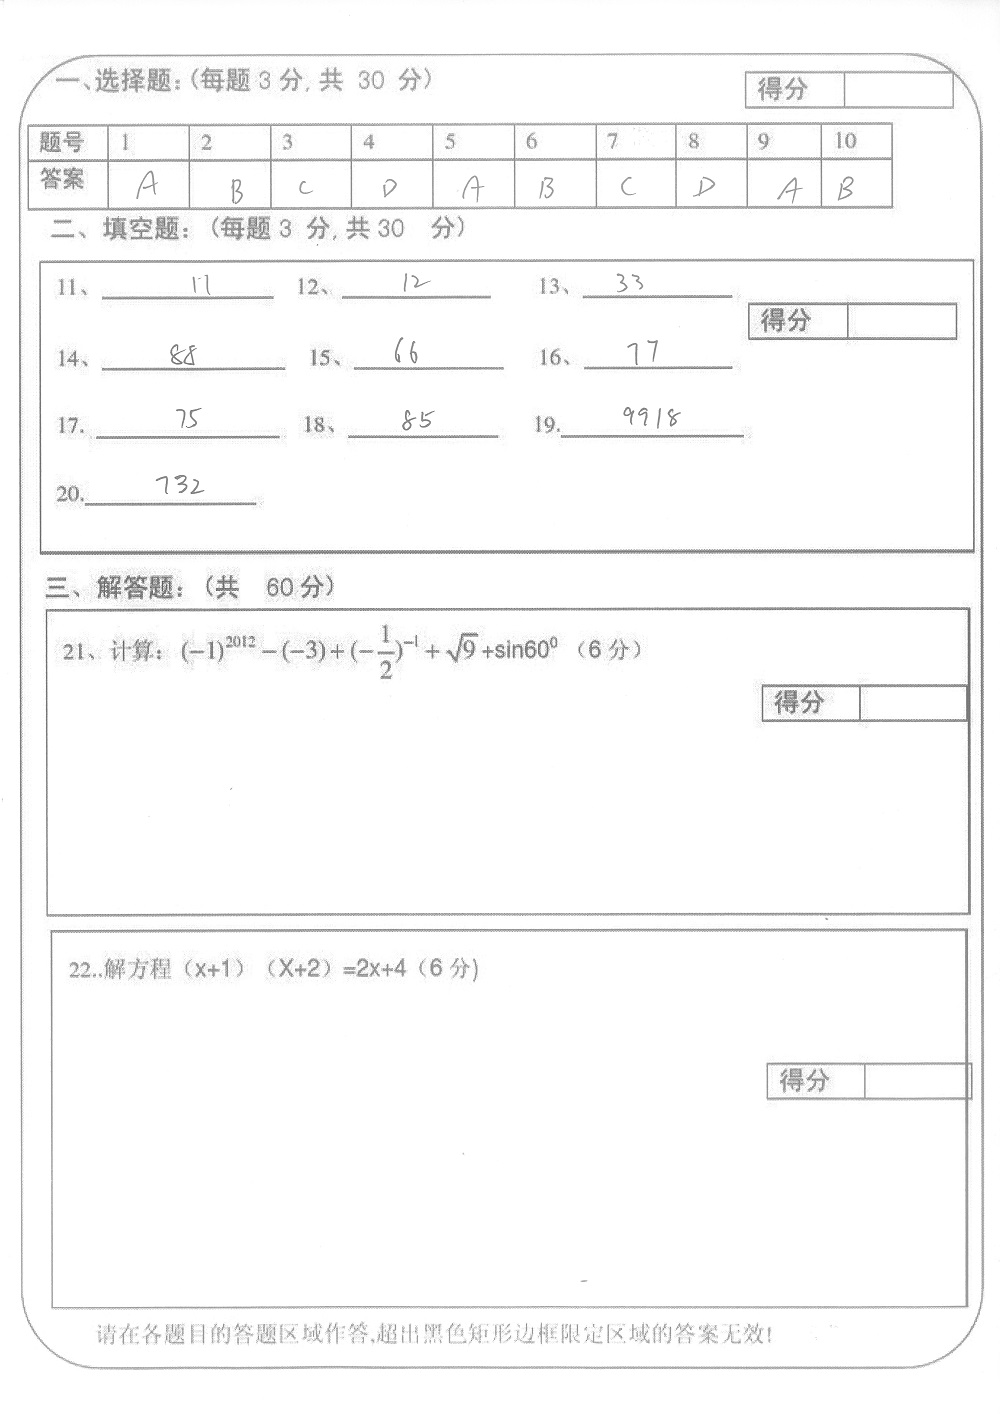 一、选择题：（每题 3 分, 共 30 分）
得分
题号 1 2 3 4 5 6 7 8 9 10
答案 A B C D A B C D A B
二、填空题：（每题 3 分, 共 30 分）
11、 11 12、 12 13、 33
得分
14、 88 15、 66 16、 77
17. 75 18、 85 19. 9918
20. 732
三、解答题：（共 60 分）
21、计算：(−1)^2012 − (−3) + (−1/2)^−1 + √9 +sin60⁰ （6 分）
得分
22..解方程（x+1）（X+2）=2x+4（6 分)
得分
请在各题目的答题区域作答,超出黑色矩形边框限定区域的答案无效!